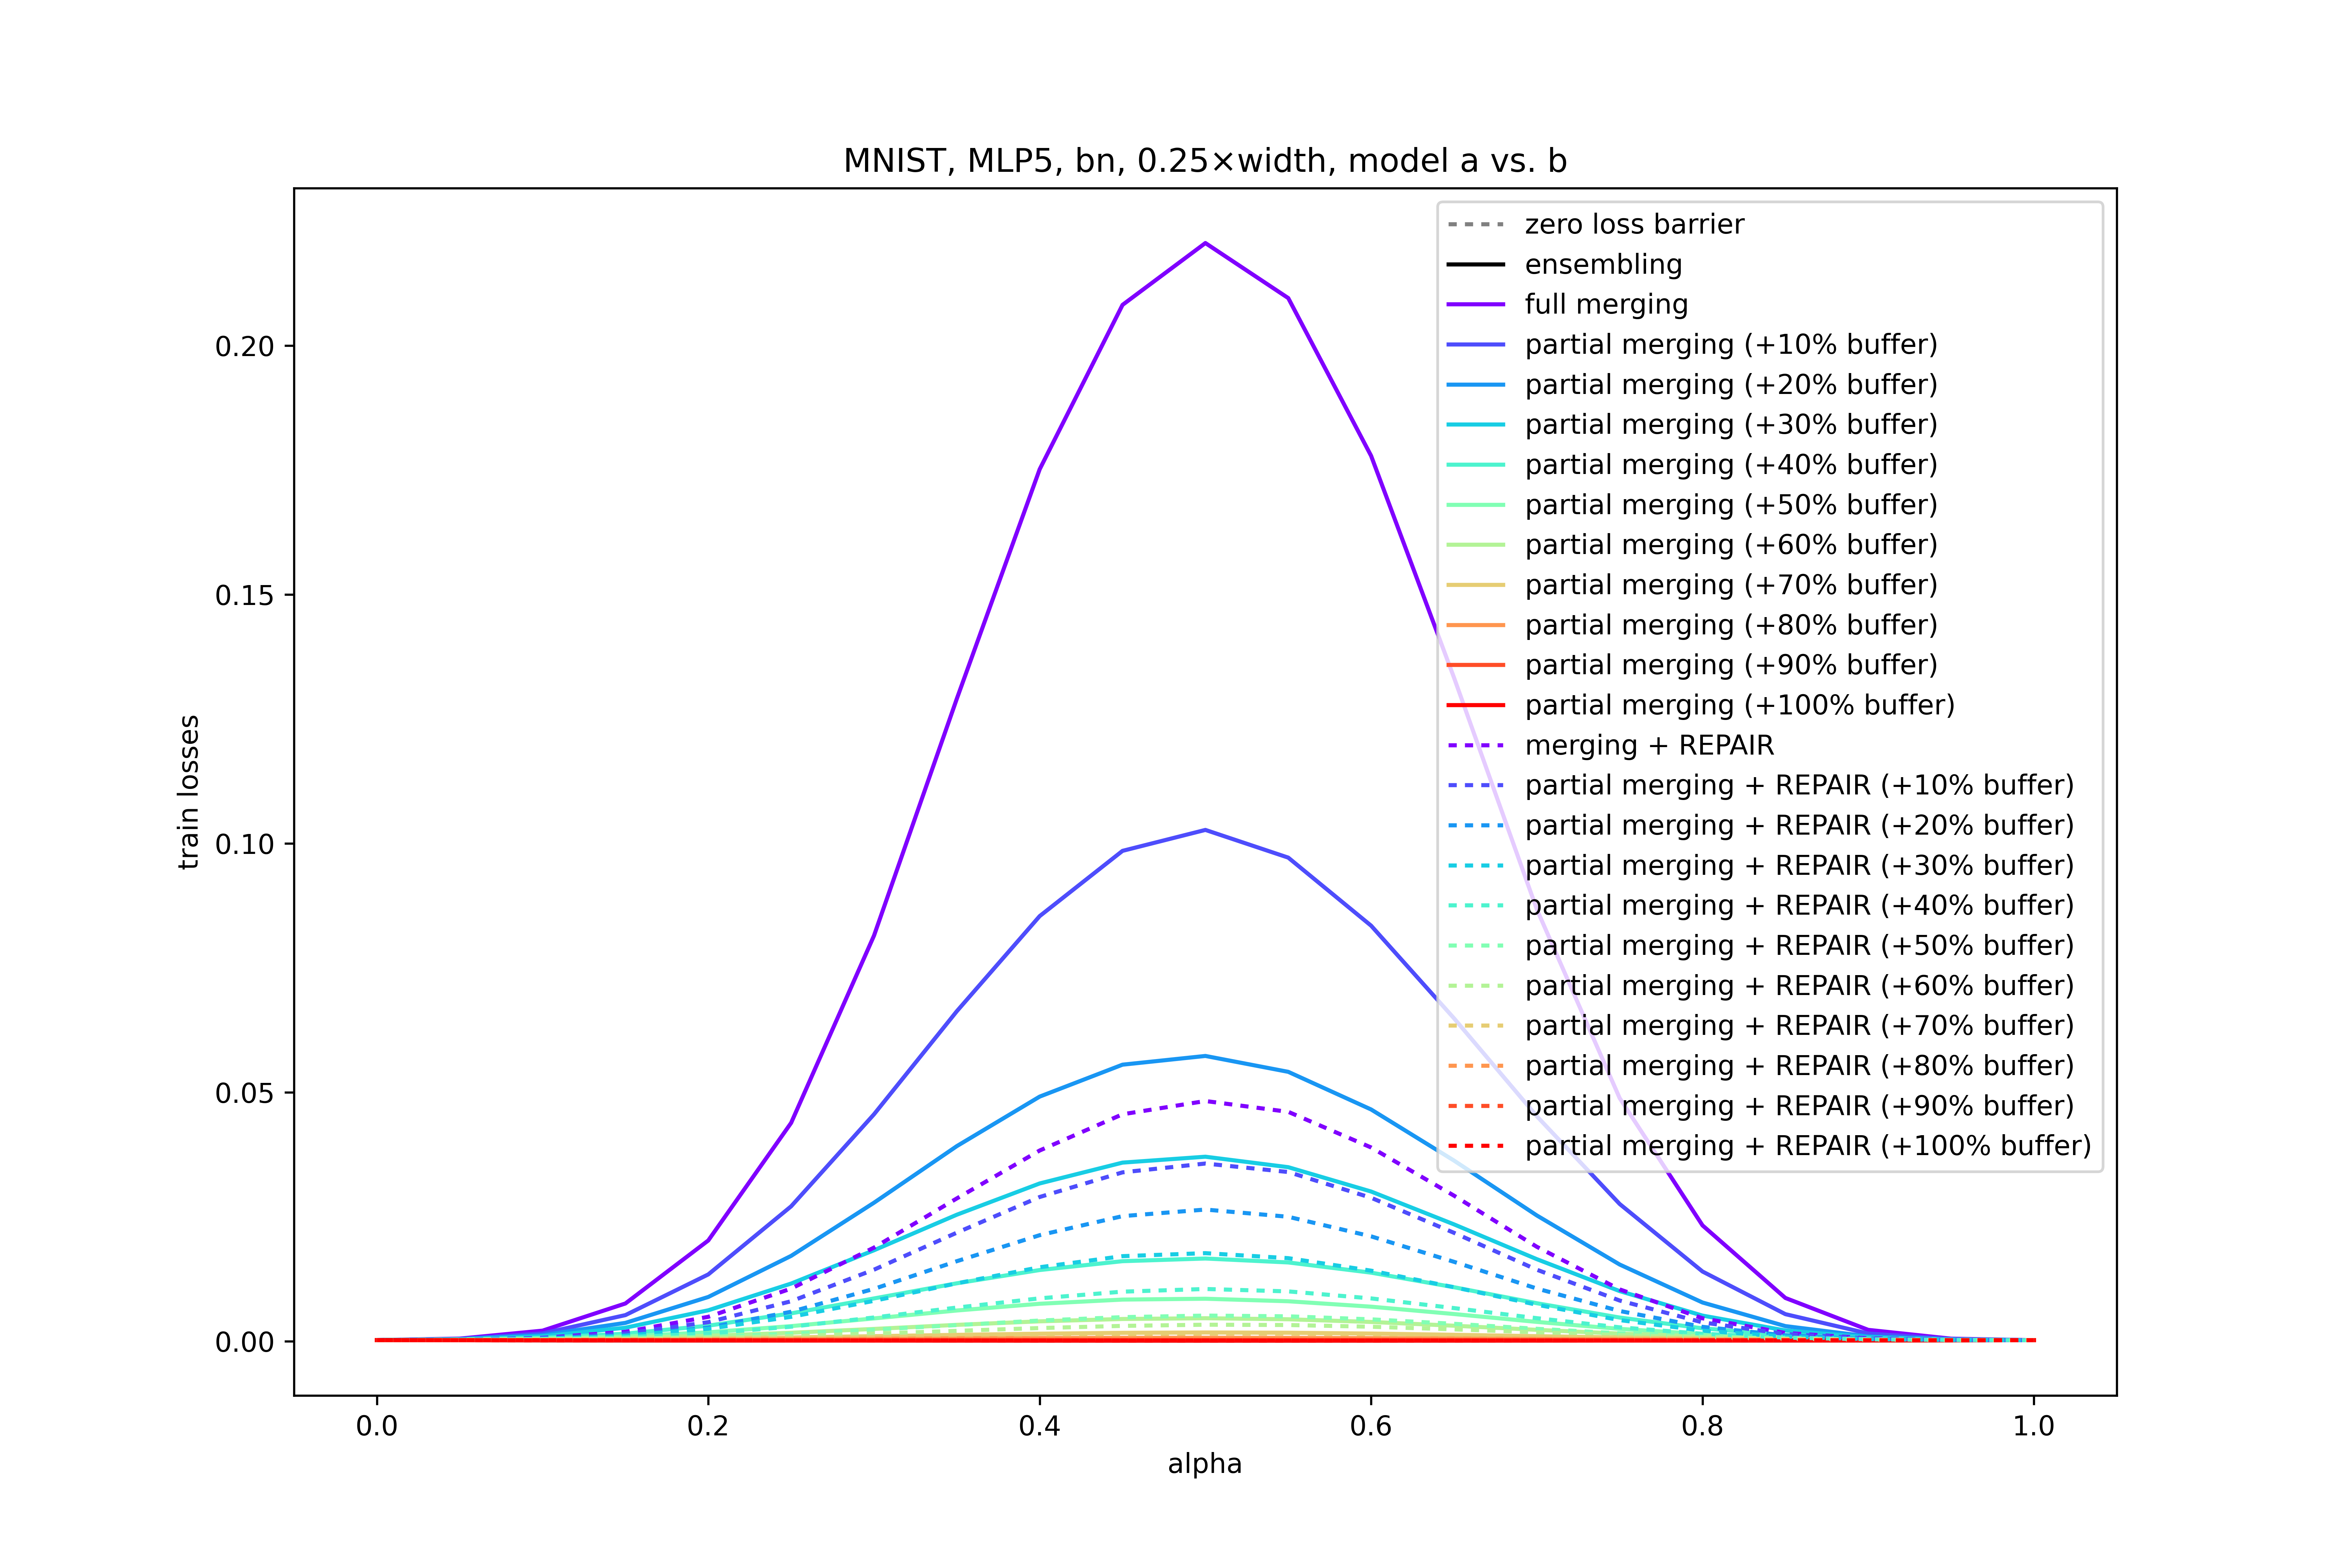 MNIST, MLP5, bn, 0.25×width, model a vs. b
zero loss barrier
ensembling
full merging
partial merging (+10% buffer)
partial merging (+20% buffer)
partial merging (+30% buffer)
partial merging (+40% buffer)
partial merging (+50% buffer)
partial merging (+60% buffer)
partial merging (+70% buffer)
partial merging (+80% buffer)
partial merging (+90% buffer)
partial merging (+100% buffer)
merging + REPAIR
partial merging + REPAIR (+10% buffer)
partial merging + REPAIR (+20% buffer)
partial merging + REPAIR (+30% buffer)
partial merging + REPAIR (+40% buffer)
partial merging + REPAIR (+50% buffer)
partial merging + REPAIR (+60% buffer)
partial merging + REPAIR (+70% buffer)
partial merging + REPAIR (+80% buffer)
partial merging + REPAIR (+90% buffer)
partial merging + REPAIR (+100% buffer)
train losses
0.20
0.15
0.10
0.05
0.00
0.0 0.2 0.4 0.6 0.8 1.0
alpha